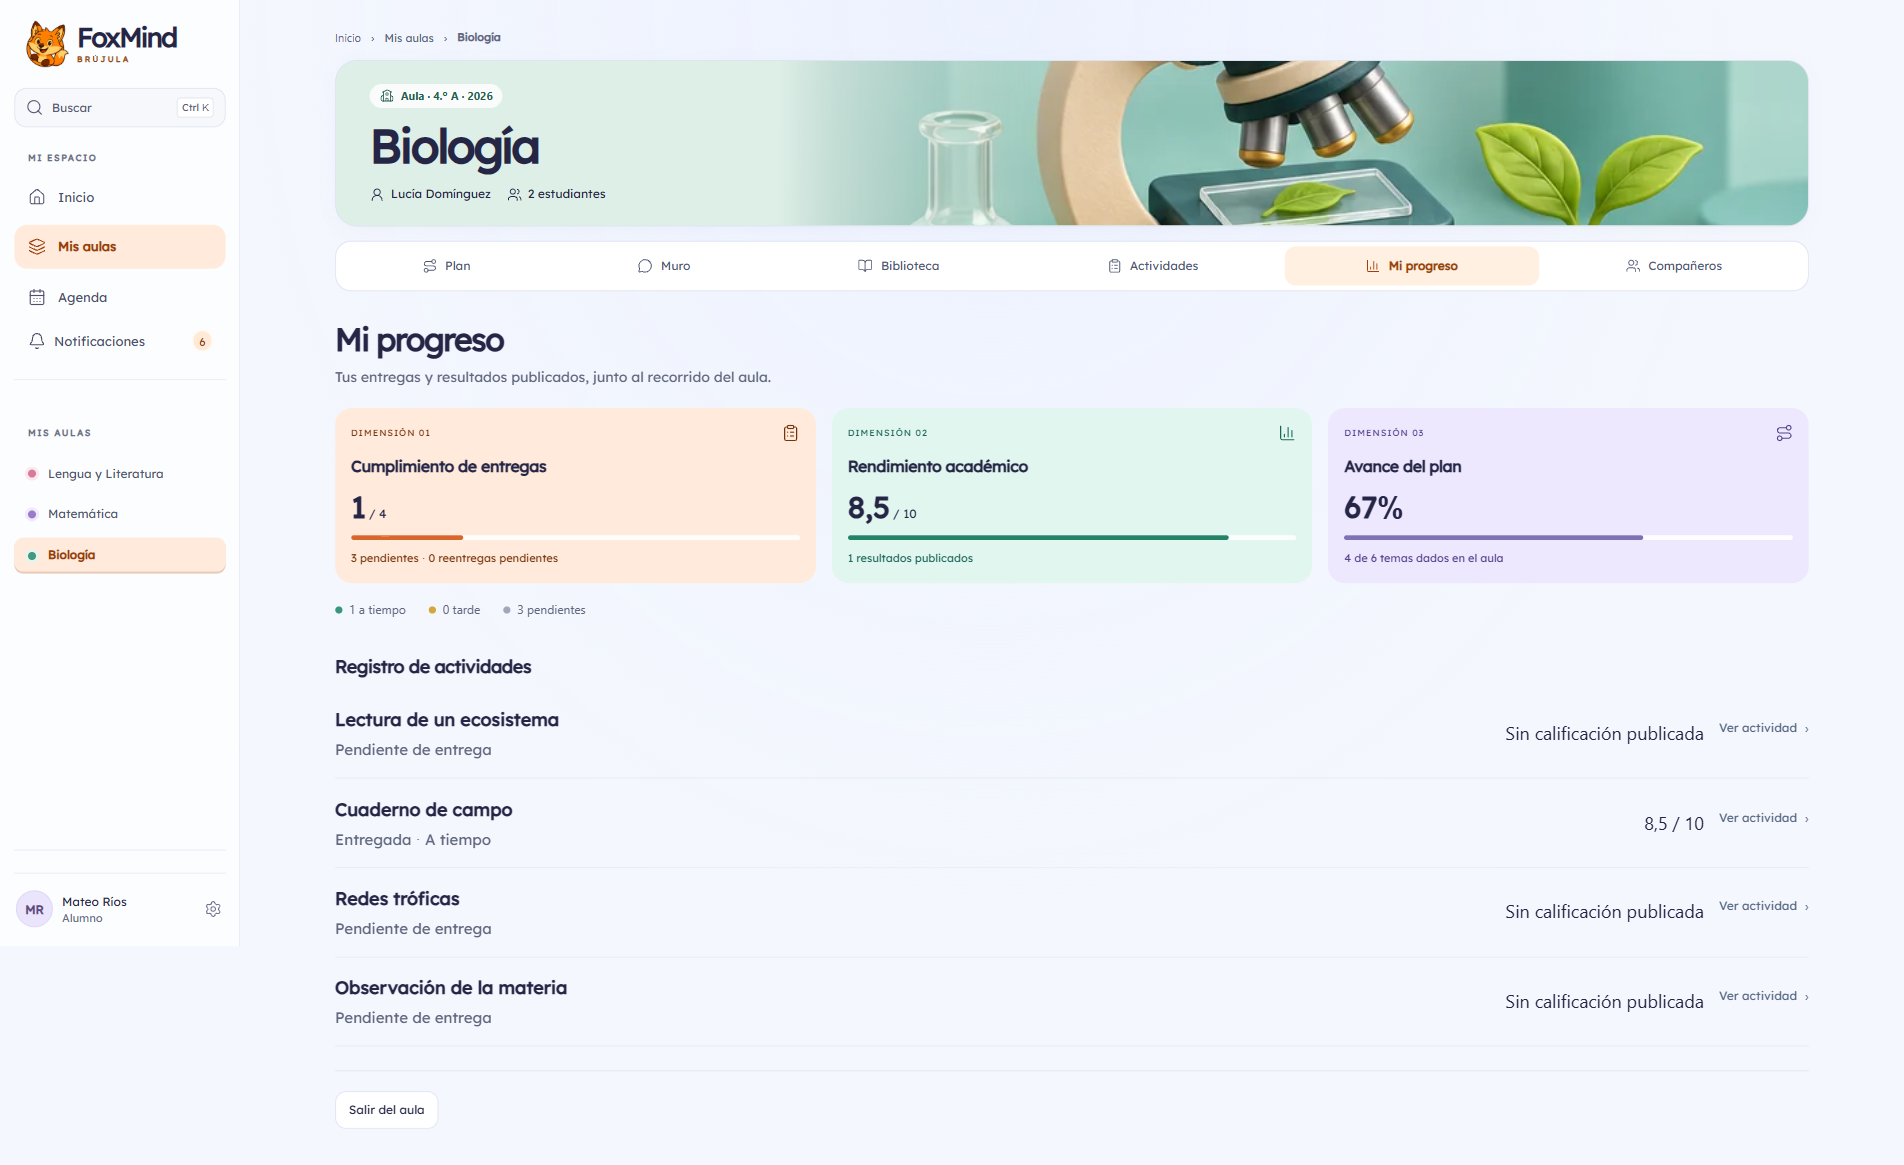 FoxMind
BRÚJULA
Buscar
Ctrl K
MI ESPACIO
Inicio
Mis aulas
Agenda
Notificaciones
6
MIS AULAS
Lengua y Literatura
Matemática
Biología
MR
Mateo Ríos
Alumno
Inicio › Mis aulas › Biología
Aula · 4.º A · 2026
Biología
Lucía Domínguez 2 estudiantes
Plan
Muro
Biblioteca
Actividades
Mi progreso
Compañeros
Mi progreso
Tus entregas y resultados publicados, junto al recorrido del aula.
DIMENSIÓN 01
Cumplimiento de entregas
1 / 4
3 pendientes · 0 reentregas pendientes
DIMENSIÓN 02
Rendimiento académico
8,5 / 10
1 resultados publicados
DIMENSIÓN 03
Avance del plan
67%
4 de 6 temas dados en el aula
1 a tiempo
0 tarde
3 pendientes
Registro de actividades
Lectura de un ecosistema
Pendiente de entrega
Sin calificación publicada
Ver actividad ›
Cuaderno de campo
Entregada · A tiempo
8,5 / 10
Ver actividad ›
Redes tróficas
Pendiente de entrega
Sin calificación publicada
Ver actividad ›
Observación de la materia
Pendiente de entrega
Sin calificación publicada
Ver actividad ›
Salir del aula